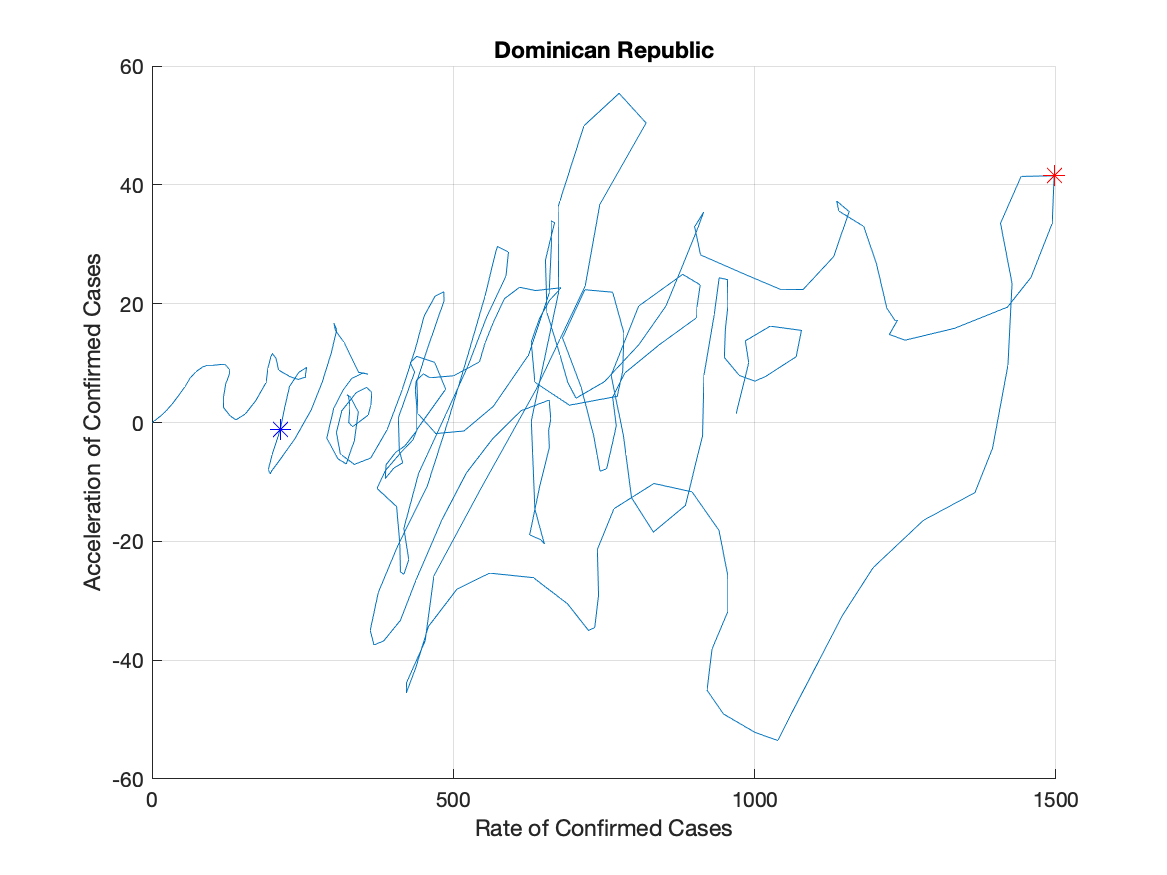 Dominican Republic
60
40
20
0
-20
-40
-60
Acceleration of Confirmed Cases
0 500 1000 1500
Rate of Confirmed Cases